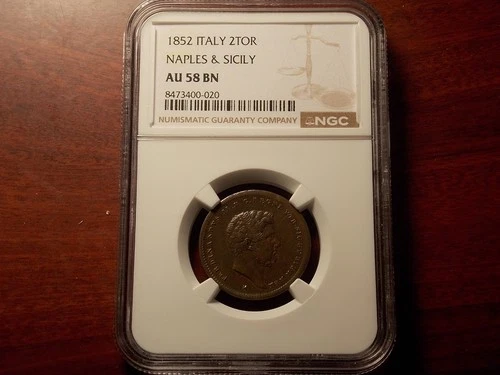 1852 ITALY 2TOR
NAPLES & SICILY
AU 58 BN
8473400-020
NUMISMATIC GUARANTY COMPANY NGC